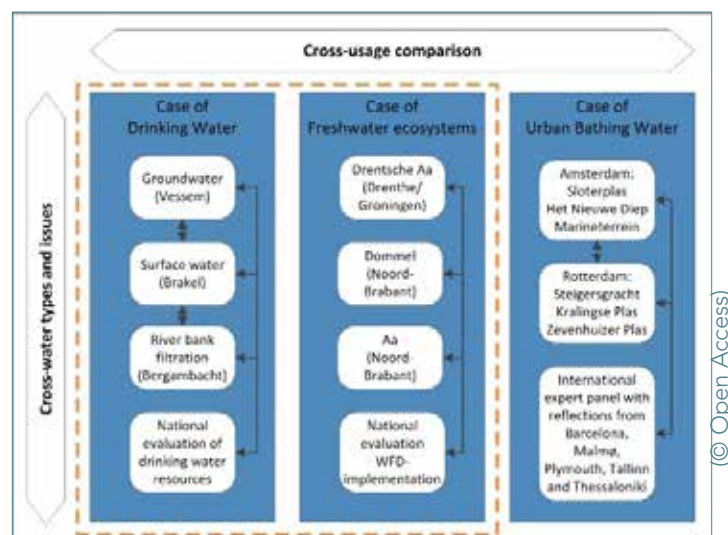 Cross-usage comparison
Cross-water types and issues
Case of
Drinking Water
Groundwater
(Vessem)
Surface water
(Brakel)
River bank
filtration
(Bergambacht)
National
evaluation of
drinking water
resources
Case of
Freshwater ecosystems
Drentsche Aa
(Drenthe/
Groningen)
Dommel
(Noord-
Brabant)
Aa
(Noord-
Brabant)
National
evaluation
WFD-
implementation
Case of
Urban Bathing Water
Amsterdam:
Sloterplas
Het Nieuwe Diep
Marineterrein
Rotterdam:
Steigersgracht
Kralingse Plas
Zevenhuizer Plas
International
expert panel with
reflections from
Barcelona,
Malmø,
Plymouth, Tallinn
and Thessaloniki
(© Open Access)